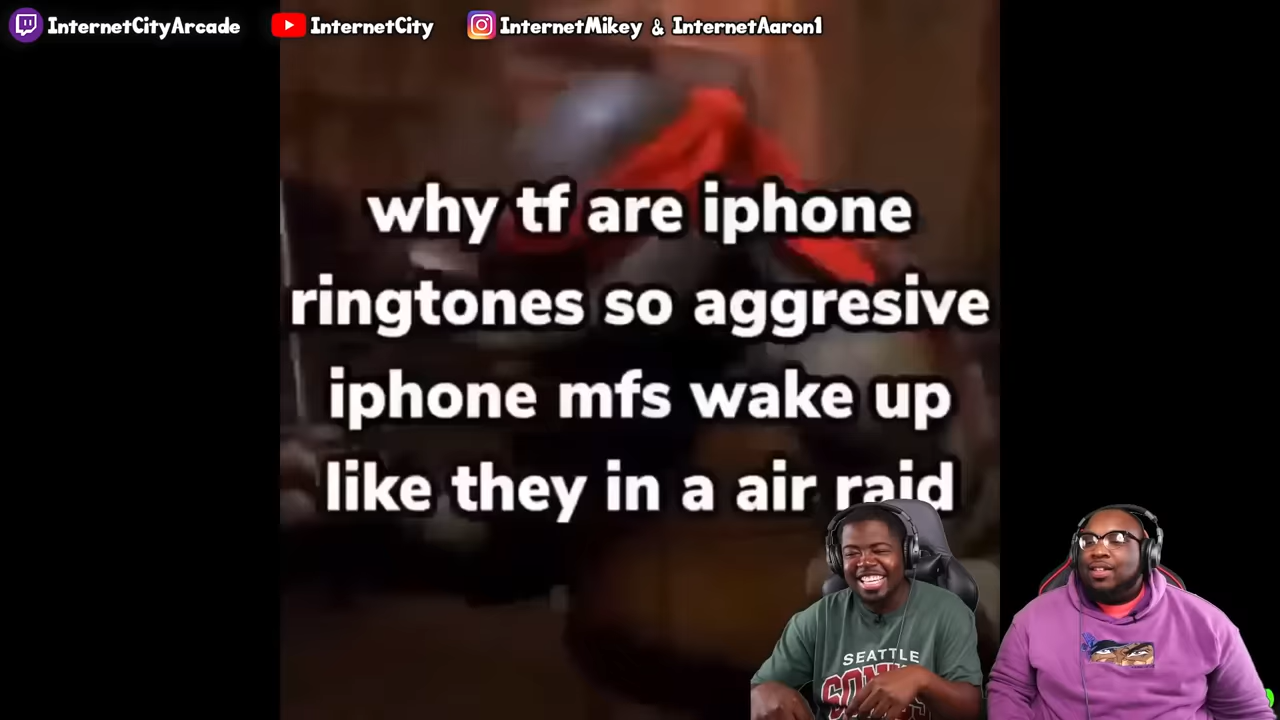 InternetCityArcade
InternetCity
InternetMikey & InternetAaron1
why tf are iphone
ringtones so aggresive
iphone mfs wake up
like they in a air raid
SEATTLE
SONICS